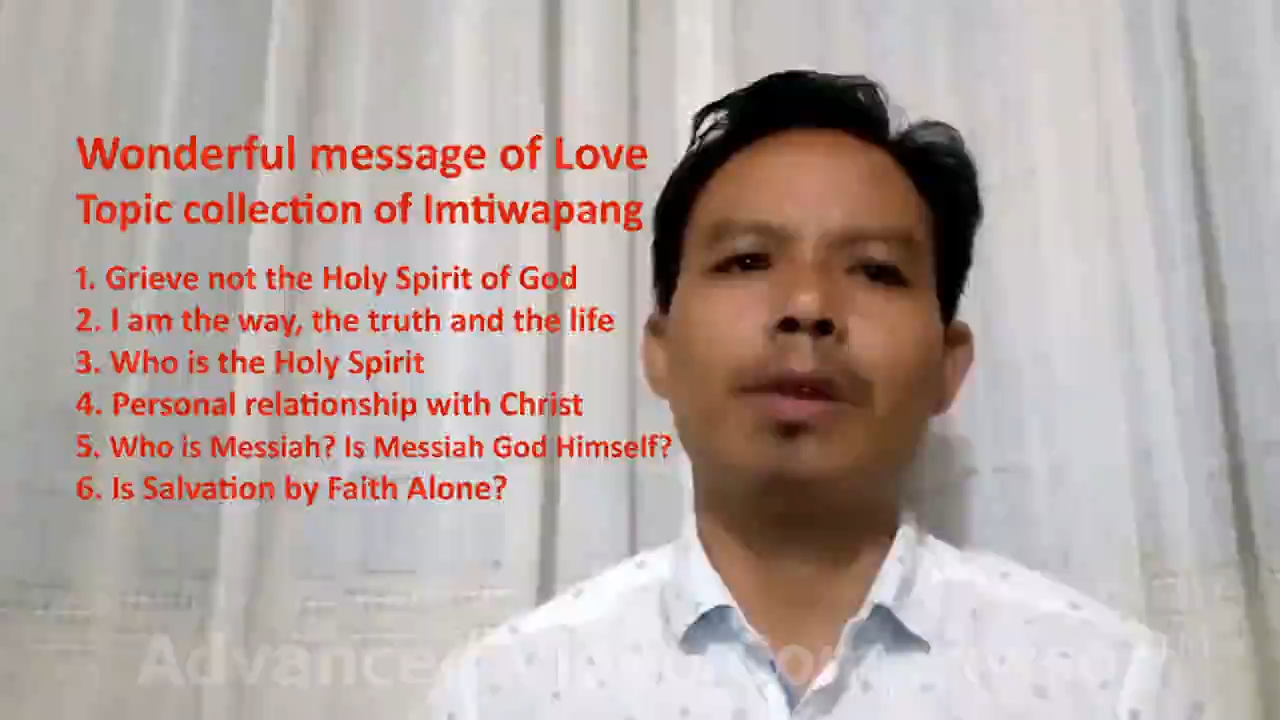 Wonderful message of Love
Topic collection of Imtiwapang
1. Grieve not the Holy Spirit of God
2. I am the way, the truth and the life
3. Who is the Holy Spirit
4. Personal relationship with Christ
5. Who is Messiah? Is Messiah God Himself?
6. Is Salvation by Faith Alone?
Advanced